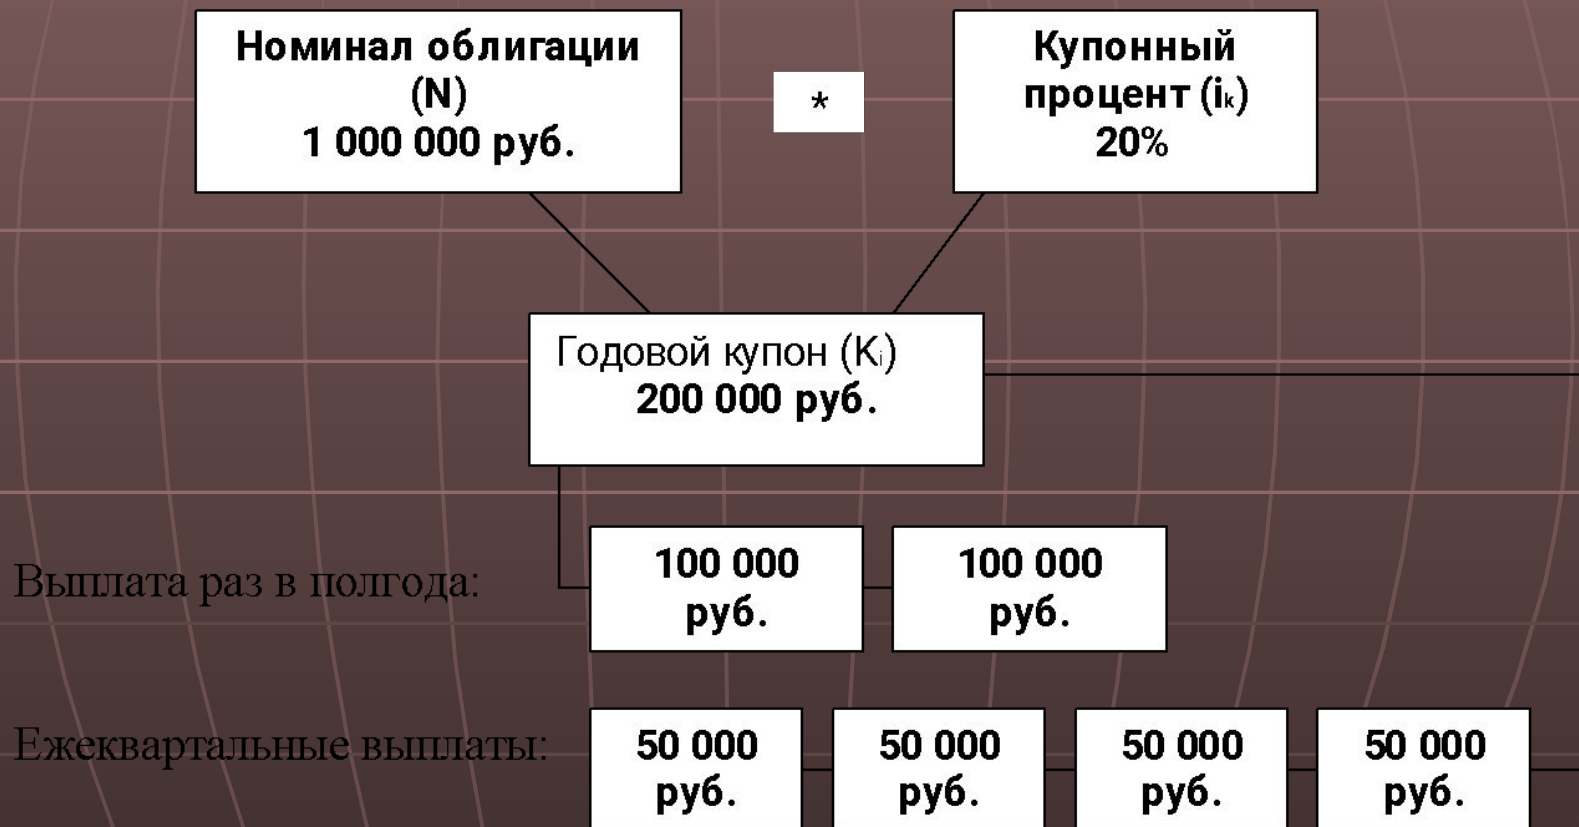 Номинал облигации
(N)
1 000 000 руб.
*
Купонный
процент (iₖ)
20%
Годовой купон (Kᵢ)
200 000 руб.
Выплата раз в полгода:
100 000
руб.
100 000
руб.
Ежеквартальные выплаты:
50 000
руб.
50 000
руб.
50 000
руб.
50 000
руб.